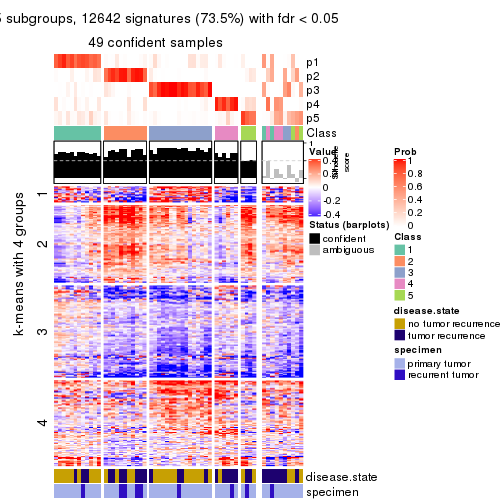 5 subgroups, 12642 signatures (73.5%) with fdr < 0.05
49 confident samples
p1
p2
p3
p4
p5
Class
1
2
3
4
k-means with 4 groups
disease.state
specimen
Value
0.4
0.2
0
-0.2
-0.4
Silhouette
score
Status (barplots)
confident
ambiguous
Prob
1
0.8
0.6
0.4
0.2
0
Class
1
2
3
4
5
disease.state
no tumor recurrence
tumor recurrence
specimen
primary tumor
recurrent tumor